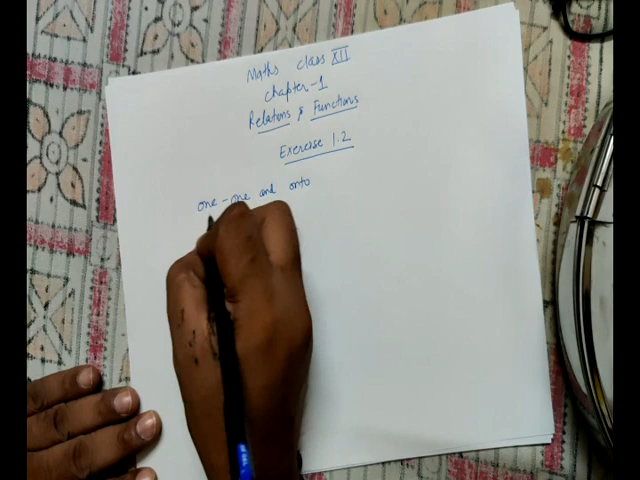 Maths class XII
chapter-1
Relations & Functions
Exercise 1.2
one-one and onto